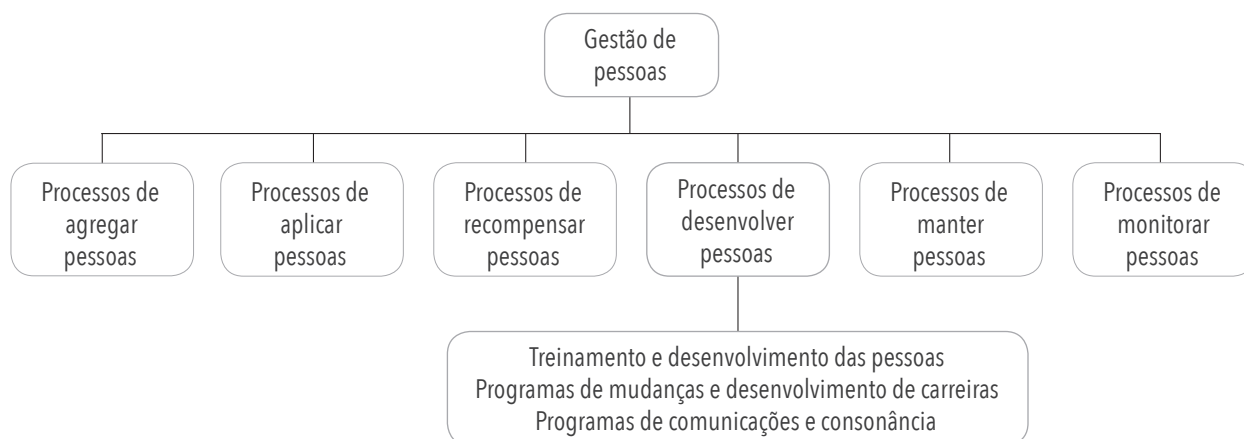 Gestão de
pessoas
Processos de
agregar
pessoas
Processos de
aplicar
pessoas
Processos de
recompensar
pessoas
Processos de
desenvolver
pessoas
Processos de
manter
pessoas
Processos de
monitorar
pessoas
Treinamento e desenvolvimento das pessoas
Programas de mudanças e desenvolvimento de carreiras
Programas de comunicações e consonância